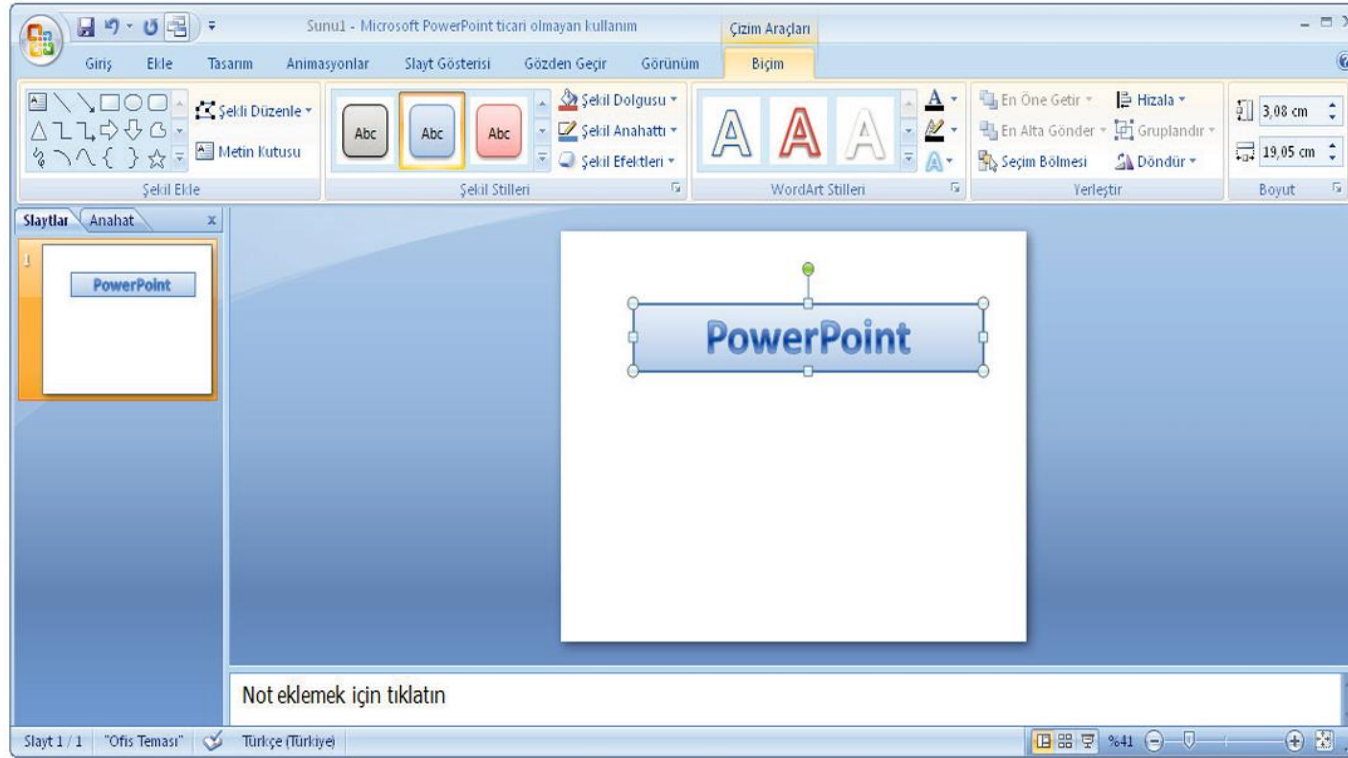 Sunu1 - Microsoft PowerPoint ticari olmayan kullanım
Çizim Araçları
Giriş Ekle Tasarım Animasyonlar Slayt Gösterisi Gözden Geçir Görünüm Biçim
Şekli Düzenle
Metin Kutusu
Şekil Ekle
Abc Abc Abc
Şekil Dolgusu
Şekil Anahattı
Şekil Efektleri
Şekil Stilleri
A A A
WordArt Stilleri
En Öne Getir
En Alta Gönder
Seçim Bölmesi
Hizala
Gruplandır
Döndür
Yerleştir
3,08 cm
19,05 cm
Boyut
Slaytlar Anahat x
1
PowerPoint
PowerPoint
Not eklemek için tıklatın
Slayt 1 / 1 "Ofis Teması" Türkçe (Türkiye) %41